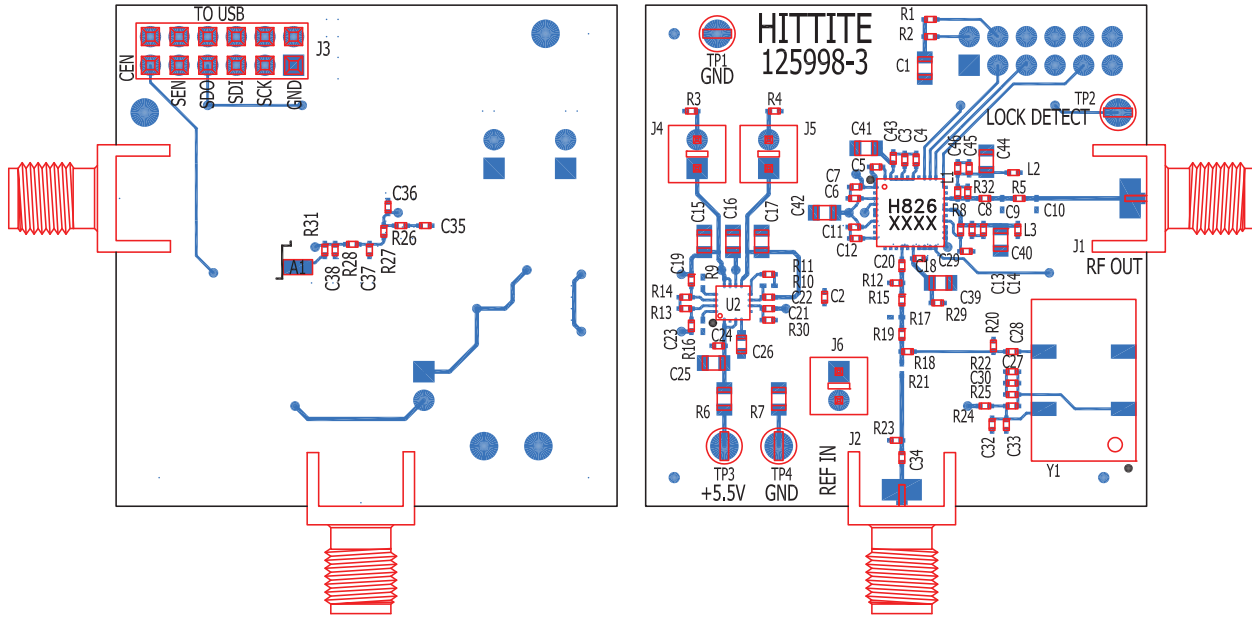 TO USB
J3
CEN
SEN
SDO
SDI
SCK
GND
C36
C35
R26
R31
A1
C38
R28
C37
R27
HITTITE
125998-3
TP1
GND
R1
R2
C1
TP2
LOCK DETECT
R3
R4
J4
J5
C41
C43
C3
C4
C5
C7
C6
C42
C11
C12
H826
XXXX
L1
C46
C45
C44
L2
R32
R5
R8
C8
C9
C10
L3
C40
J1
RF OUT
C15
C16
C17
C19
R9
R11
R10
R14
R13
U2
C22
C21
R30
C2
C23
R16
C24
C25
C26
C20
C18
C29
C13
C14
R12
R15
C39
R29
R17
R19
R18
R21
R20
C28
R22
C27
C30
R25
R24
C32
C33
Y1
J6
R6
R7
TP3
+5.5V
TP4
GND
REF IN
J2
R23
C34